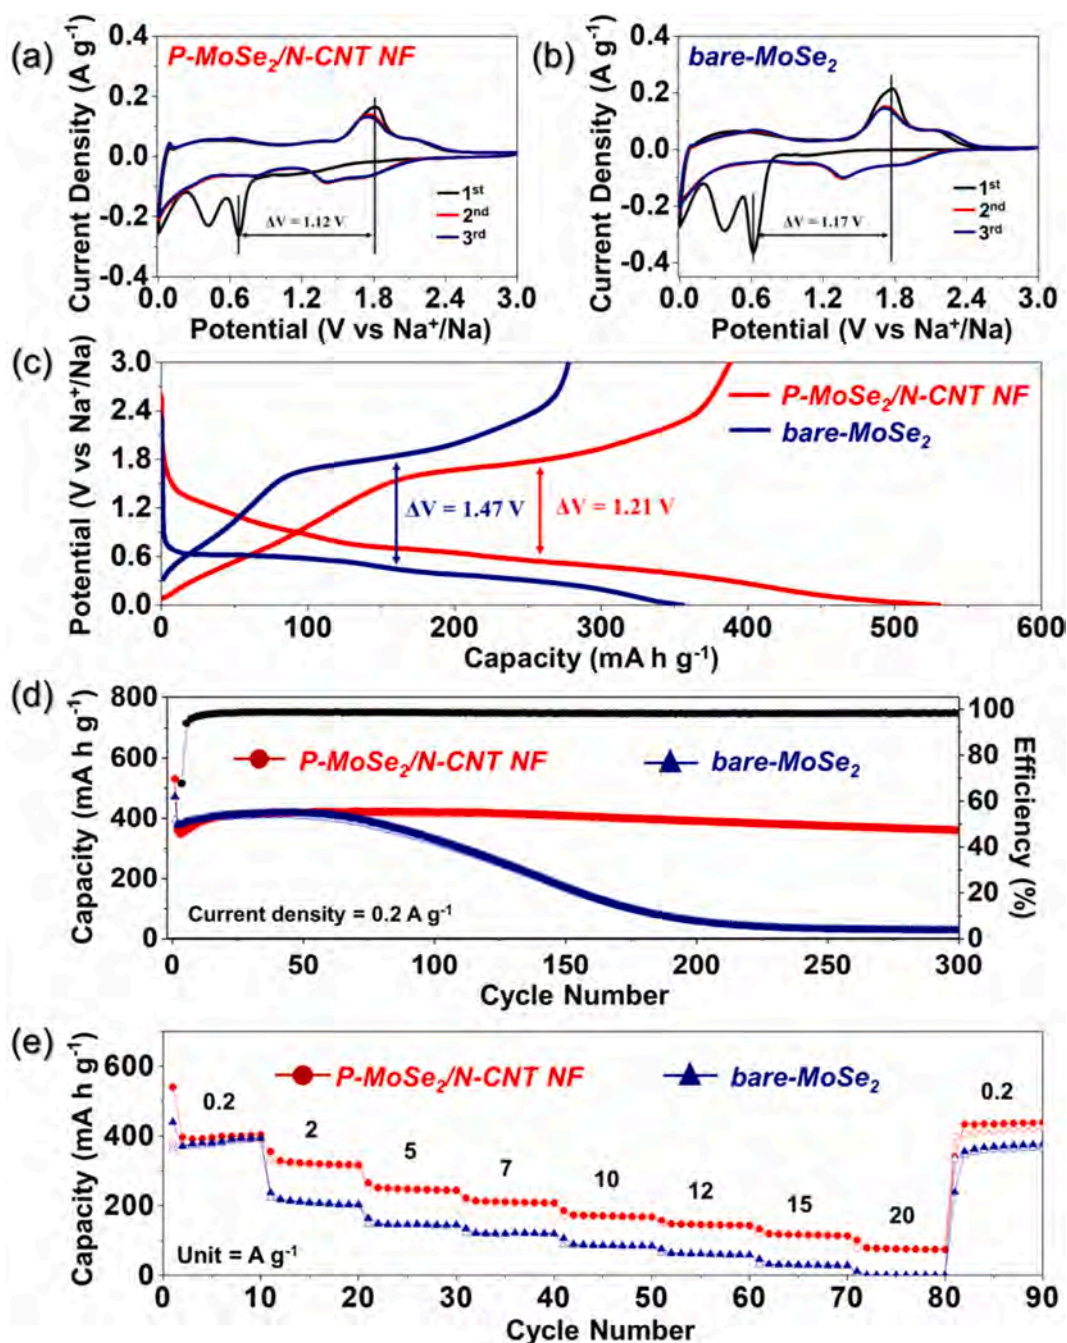 (a)
P-MoSe₂/N-CNT NF
Current Density (A g⁻¹)
0.4
0.2
0.0
-0.2
-0.4
1st
2nd
3rd
ΔV = 1.12 V
0.0 0.6 1.2 1.8 2.4 3.0
Potential (V vs Na⁺/Na)
(b)
bare-MoSe₂
Current Density (A g⁻¹)
0.4
0.2
0.0
-0.2
-0.4
1st
2nd
3rd
ΔV = 1.17 V
0.0 0.6 1.2 1.8 2.4 3.0
Potential (V vs Na⁺/Na)
(c)
Potential (V vs Na⁺/Na)
3.0
2.4
1.8
1.2
0.6
0.0
P-MoSe₂/N-CNT NF
bare-MoSe₂
ΔV = 1.47 V
ΔV = 1.21 V
0 100 200 300 400 500 600
Capacity (mA h g⁻¹)
(d)
Capacity (mA h g⁻¹)
800
600
400
200
0
P-MoSe₂/N-CNT NF
bare-MoSe₂
Current density = 0.2 A g⁻¹
100
80
60
40
20
0
Efficiency (%)
0 50 100 150 200 250 300
Cycle Number
(e)
Capacity (mA h g⁻¹)
600
400
200
0
P-MoSe₂/N-CNT NF
bare-MoSe₂
0.2 2 5 7 10 12 15 20 0.2
Unit = A g⁻¹
0 10 20 30 40 50 60 70 80 90
Cycle Number